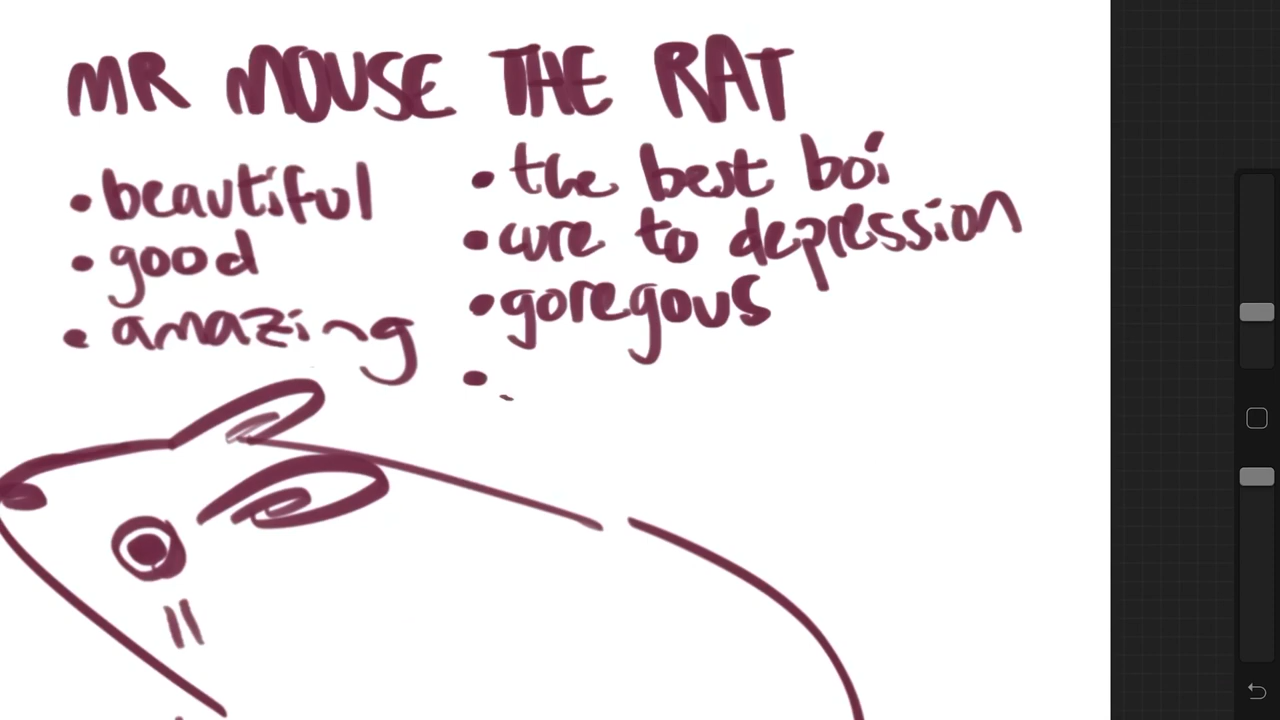 MR MOUSE THE RAT
• beautiful
• good
• amazing
• the best boi
• cure to depression
• goregous
•